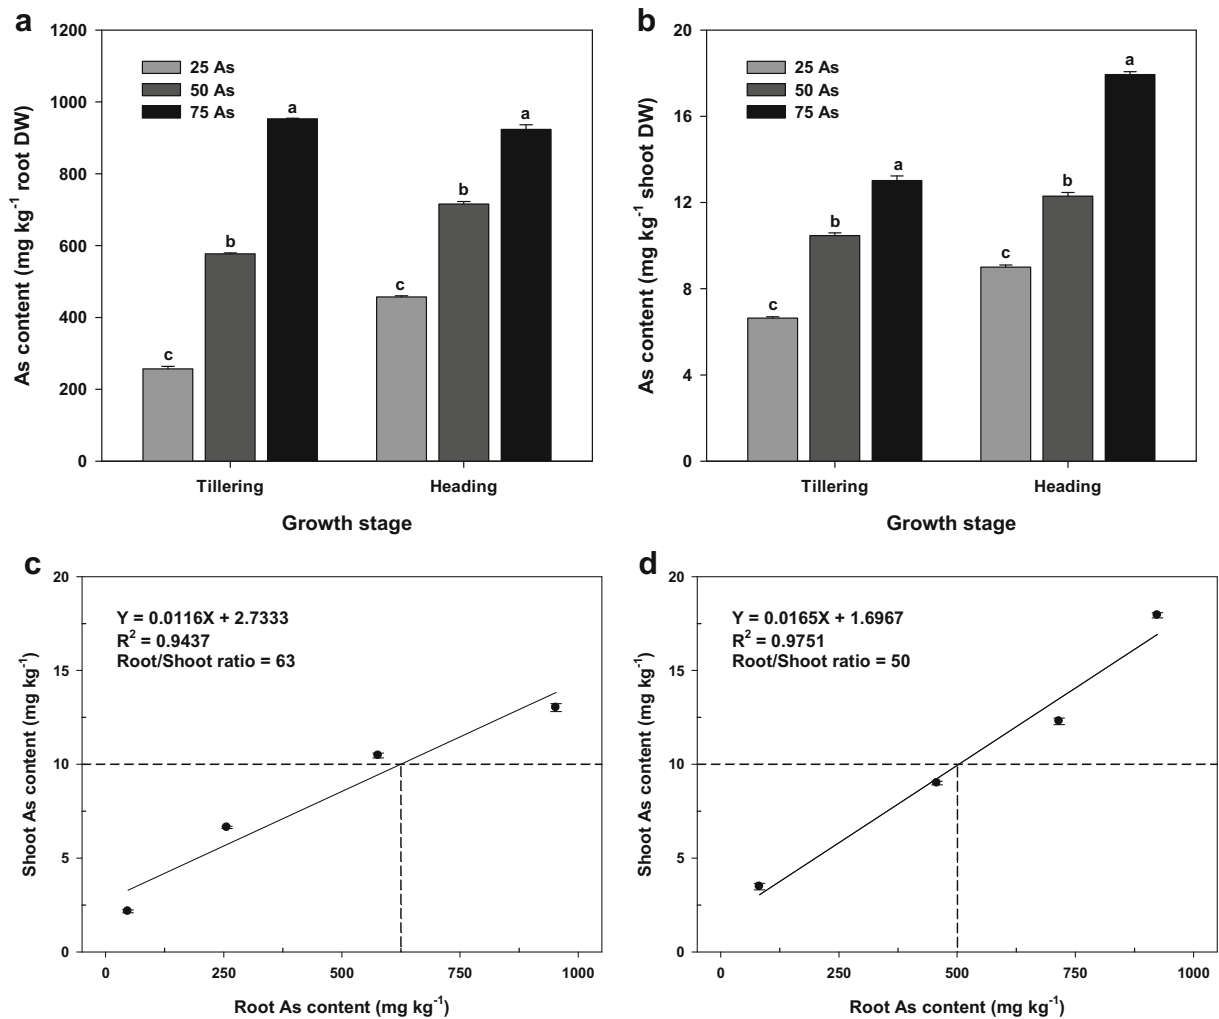 a
1200
1000
800
600
400
200
0
As content (mg kg⁻¹ root DW)
25 As
50 As
75 As
c
b
a
c
b
a
Tillering
Heading
Growth stage
b
20
16
12
8
4
0
As content (mg kg⁻¹ shoot DW)
25 As
50 As
75 As
c
b
a
c
b
a
Tillering
Heading
Growth stage
c
20
15
10
5
0
Shoot As content (mg kg⁻¹)
Y = 0.0116X + 2.7333
R² = 0.9437
Root/Shoot ratio = 63
0 250 500 750 1000
Root As content (mg kg⁻¹)
d
20
15
10
5
0
Shoot As content (mg kg⁻¹)
Y = 0.0165X + 1.6967
R² = 0.9751
Root/Shoot ratio = 50
0 250 500 750 1000
Root As content (mg kg⁻¹)